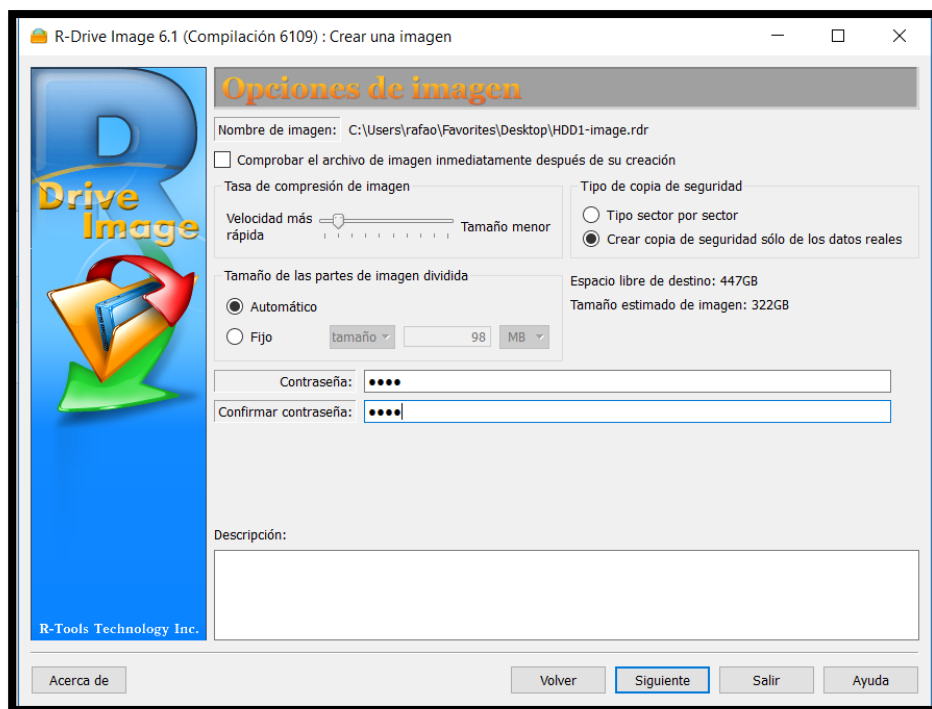 R-Drive Image 6.1 (Compilación 6109) : Crear una imagen
Opciones de imagen
Nombre de imagen: C:\Users\rafao\Favorites\Desktop\HDD1-image.rdr
Comprobar el archivo de imagen inmediatamente después de su creación
Tasa de compresión de imagen
Velocidad más
rápida
Tamaño menor
Tipo de copia de seguridad
Tipo sector por sector
Crear copia de seguridad sólo de los datos reales
Tamaño de las partes de imagen dividida
Automático
Fijo tamaño 98 MB
Espacio libre de destino: 447GB
Tamaño estimado de imagen: 322GB
Contraseña: ●●●●
Confirmar contraseña: ●●●●
Descripción:
Drive
Image
R-Tools Technology Inc.
Acerca de Volver Siguiente Salir Ayuda